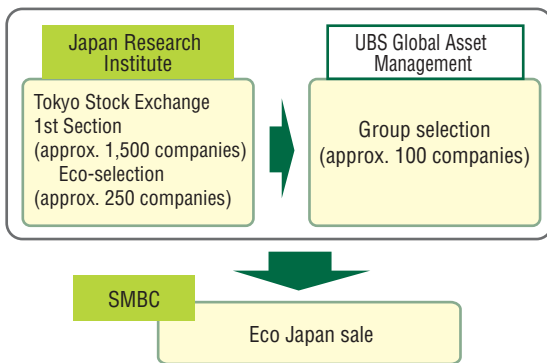 Japan Research
Institute
Tokyo Stock Exchange
1st Section
(approx. 1,500 companies)
Eco-selection
(approx. 250 companies)
UBS Global Asset
Management
Group selection
(approx. 100 companies)
SMBC
Eco Japan sale